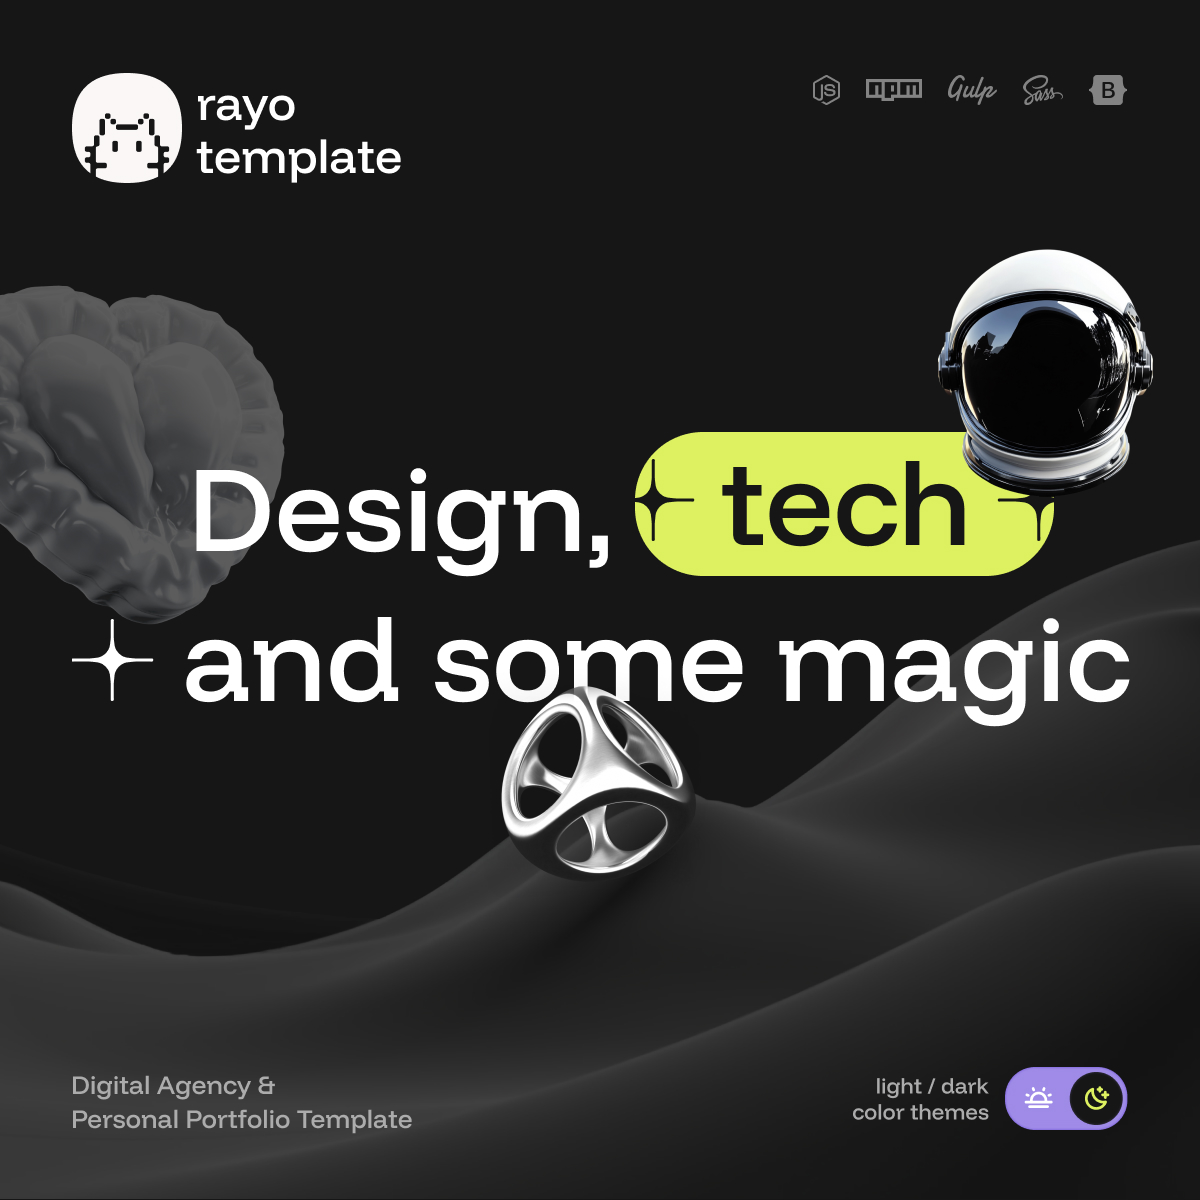 rayo
template
JS
npm
Gulp
Sass
B
Design, tech
and some magic
Digital Agency &
Personal Portfolio Template
light / dark
color themes